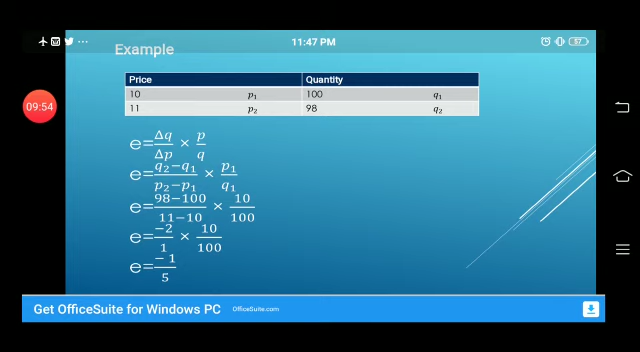 11:47 PM
57
Example
09:54
Price Quantity
10 p₁ 100 q₁
11 p₂ 98 q₂
e=Δq/Δp × p/q
e=q₂−q₁/p₂−p₁ × p₁/q₁
e=98−100/11−10 × 10/100
e=−2/1 × 10/100
e=−1/5
Get OfficeSuite for Windows PC OfficeSuite.com